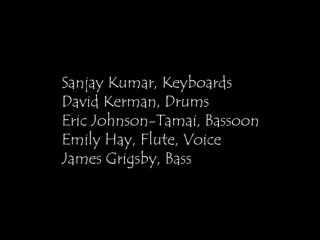 Sanjay Kumar, Keyboards
David Kerman, Drums
Eric Johnson-Tamai, Bassoon
Emily Hay, Flute, Voice
James Grigsby, Bass